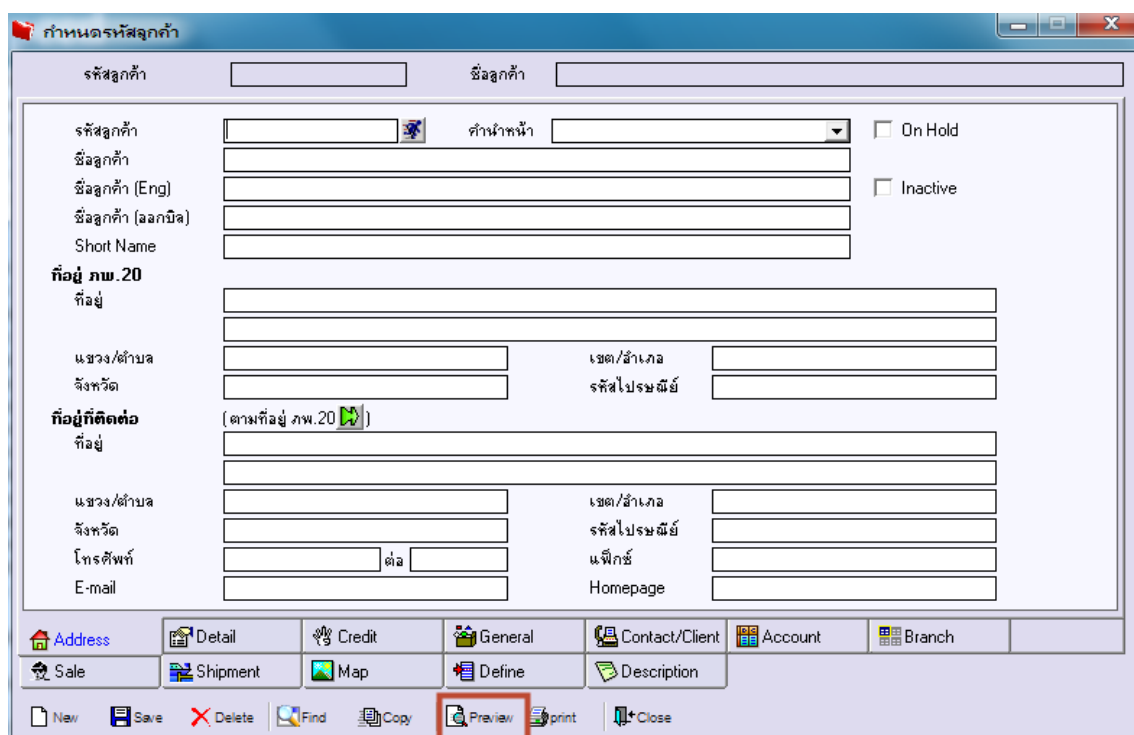 กำหนดรหัสลูกค้า
รหัสลูกค้า ชื่อลูกค้า
รหัสลูกค้า คำนำหน้า On Hold
ชื่อลูกค้า
ชื่อลูกค้า (Eng) Inactive
ชื่อลูกค้า (ออกบิล)
Short Name
ที่อยู่ ภพ.20
ที่อยู่
แขวง/ตำบล เขต/อำเภอ
จังหวัด รหัสไปรษณีย์
ที่อยู่ที่ติดต่อ (ตามที่อยู่ ภพ.20 )
ที่อยู่
แขวง/ตำบล เขต/อำเภอ
จังหวัด รหัสไปรษณีย์
โทรศัพท์ ต่อ แฟ็กซ์
E-mail Homepage
Address Detail Credit General Contact/Client Account Branch
Sale Shipment Map Define Description
New Save Delete Find Copy Preview print Close